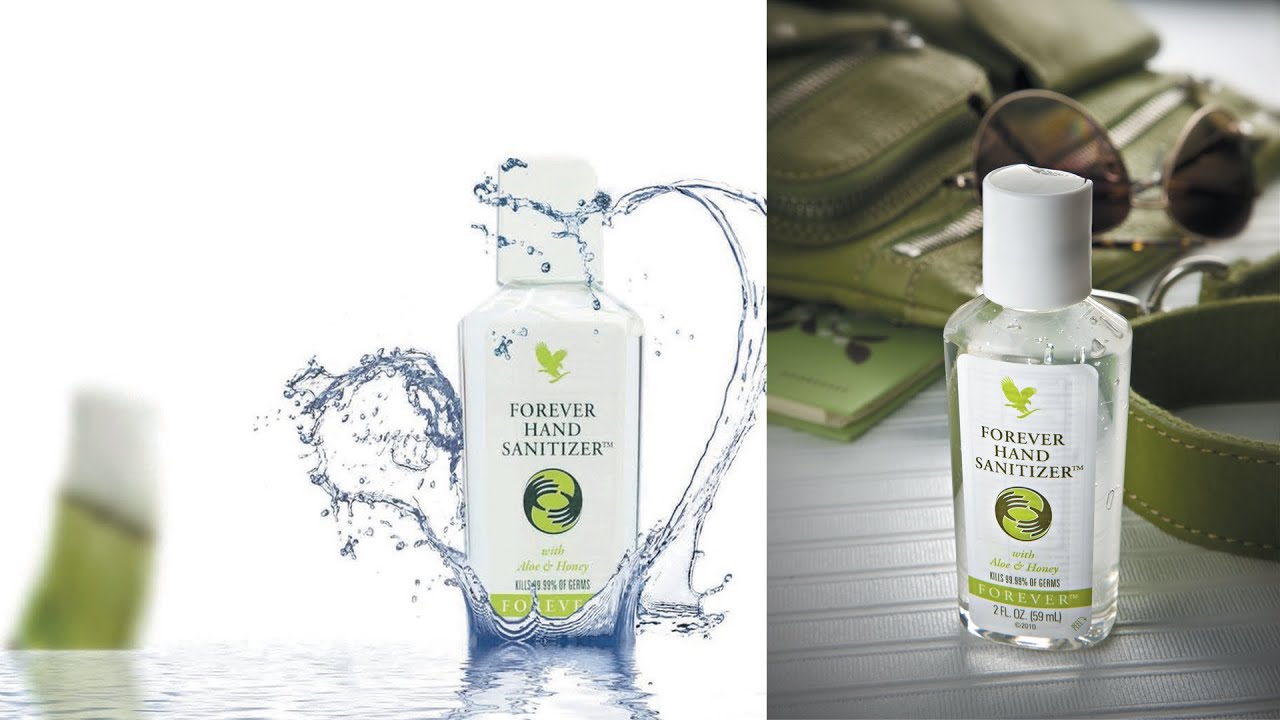 FOREVER
HAND
SANITIZER™
with
Aloe & Honey
KILLS 99.99% OF GERMS
FOREVER
FOREVER
HAND
SANITIZER™
with
Aloe & Honey
KILLS 99.99% OF GERMS
FOREVER™
2 FL. OZ. (59 mL)
©2010